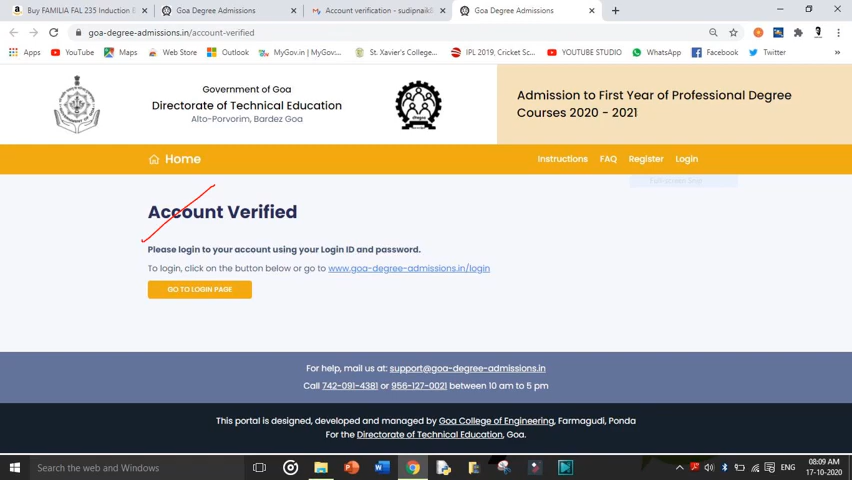 Buy FAMILIA FAL 235 Induction B
Goa Degree Admissions
Account verification - sudipnaik8
Goa Degree Admissions
goa-degree-admissions.in/account-verified
Apps
YouTube
Maps
Web Store
Outlook
MyGov.in | MyGov:...
St. Xavier's College...
IPL 2019, Cricket Sc...
YOUTUBE STUDIO
WhatsApp
Facebook
Twitter
Government of Goa
Directorate of Technical Education
Alto-Porvorim, Bardez Goa
Admission to First Year of Professional Degree
Courses 2020 - 2021
Home
Instructions
FAQ
Register
Login
Full-screen Snip
Account Verified
Please login to your account using your Login ID and password.
To login, click on the button below or go to www.goa-degree-admissions.in/login
GO TO LOGIN PAGE
For help, mail us at: support@goa-degree-admissions.in
Call 742-091-4381 or 956-127-0021 between 10 am to 5 pm
This portal is designed, developed and managed by Goa College of Engineering, Farmagudi, Ponda
For the Directorate of Technical Education, Goa.
Search the web and Windows
ENG
08:09 AM
17-10-2020